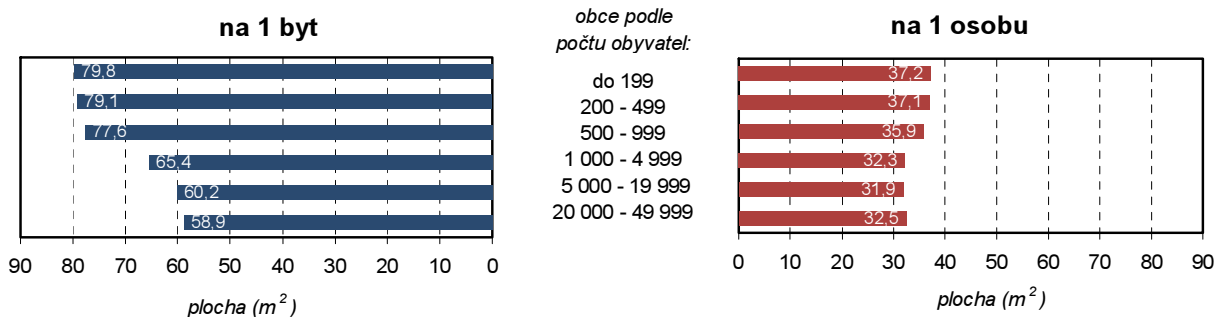 na 1 byt
79,8
79,1
77,6
65,4
60,2
58,9
90 80 70 60 50 40 30 20 10 0
plocha (m²)
obce podle
počtu obyvatel:
do 199
200 - 499
500 - 999
1 000 - 4 999
5 000 - 19 999
20 000 - 49 999
na 1 osobu
37,2
37,1
35,9
32,3
31,9
32,5
0 10 20 30 40 50 60 70 80 90
plocha (m²)